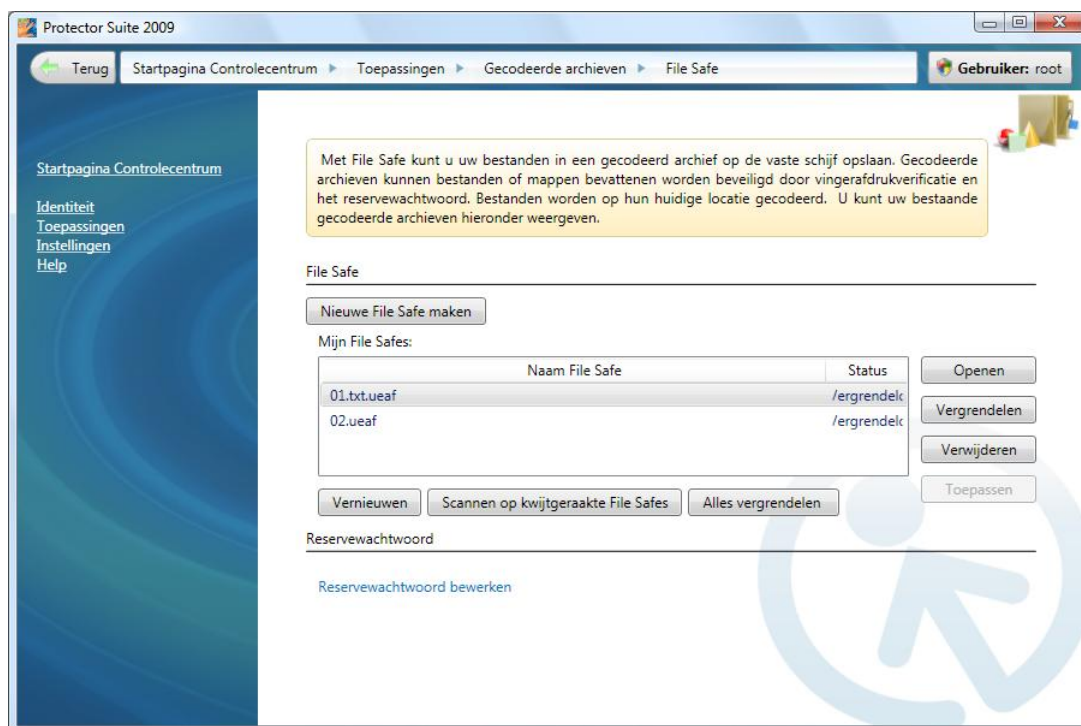 Protector Suite 2009
Terug Startpagina Controlecentrum Toepassingen Gecodeerde archieven File Safe Gebruiker: root
Startpagina Controlecentrum
Identiteit
Toepassingen
Instellingen
Help
Met File Safe kunt u uw bestanden in een gecodeerd archief op de vaste schijf opslaan. Gecodeerde
archieven kunnen bestanden of mappen bevattenen worden beveiligd door vingerafdrukverificatie en
het reservewachtwoord. Bestanden worden op hun huidige locatie gecodeerd. U kunt uw bestaande
gecodeerde archieven hieronder weergeven.
File Safe
Nieuwe File Safe maken
Mijn File Safes:
Naam File Safe Status
01.txt.ueaf
02.ueaf
Openen
Vergrendelen
Verwijderen
Toepassen
Vernieuwen Scannen op kwijtgeraakte File Safes Alles vergrendelen
Reservewachtwoord
Reservewachtwoord bewerken